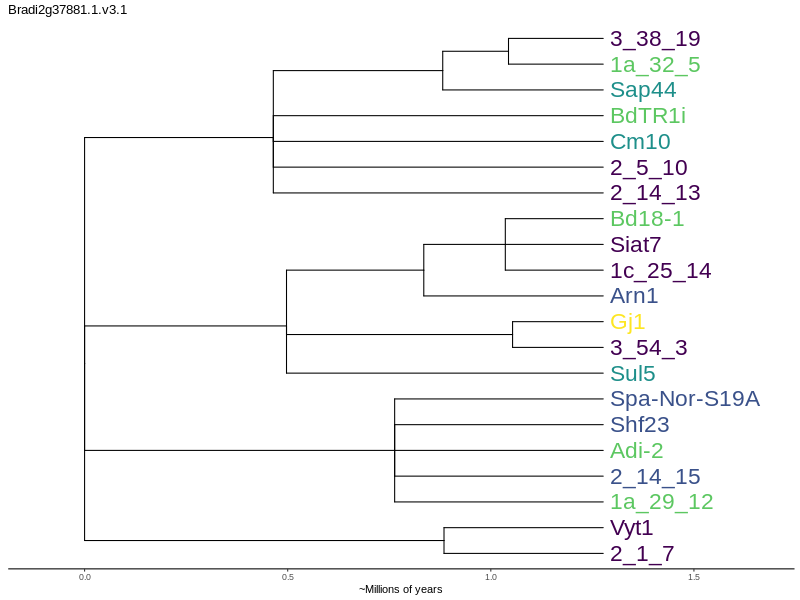 Bradi2g37881.1.v3.1
3_38_19
1a_32_5
Sap44
BdTR1i
Cm10
2_5_10
2_14_13
Bd18-1
Siat7
1c_25_14
Arn1
Gj1
3_54_3
Sul5
Spa-Nor-S19A
Shf23
Adi-2
2_14_15
1a_29_12
Vyt1
2_1_7
0.0 0.5 1.0 1.5
~Millions of years